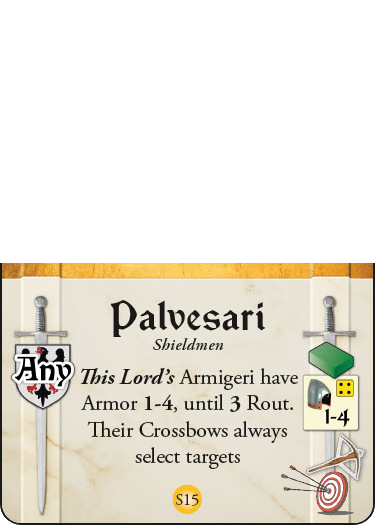 Palvesari
Shieldmen
Any
This Lord's Armigeri have
Armor 1-4, until 3 Rout.
Their Crossbows always
select targets
1-4
S15